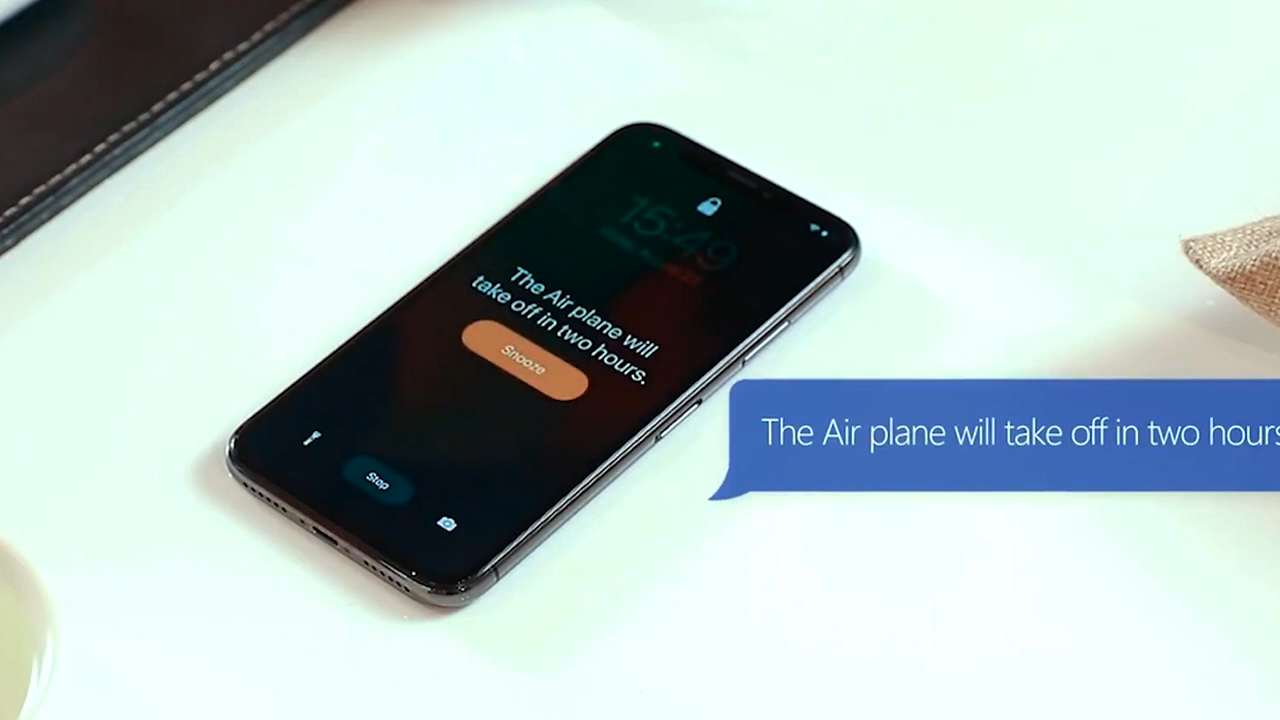 15:49
The Air plane will
take off in two hours.
Snooze
Stop
The Air plane will take off in two hours